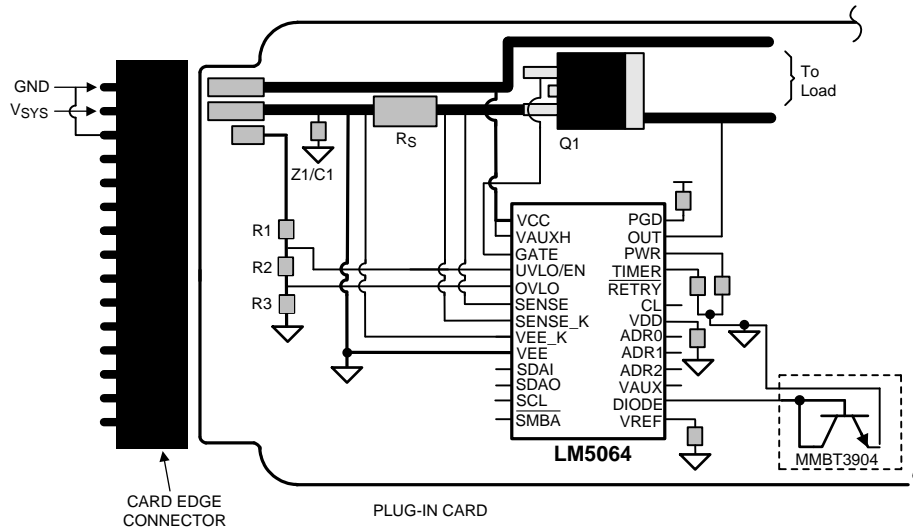 GND
VSYS
To
Load
RS
Q1
Z1/C1
R1
R2
R3
VCC
VAUXH
GATE
UVLO/EN
OVLO
SENSE
SENSE_K
VEE_K
VEE
SDAI
SDAO
SCL
SMBA
PGD
OUT
PWR
TIMER
RETRY
CL
VDD
ADR0
ADR1
ADR2
VAUX
DIODE
VREF
LM5064
MMBT3904
CARD EDGE
CONNECTOR
PLUG-IN CARD